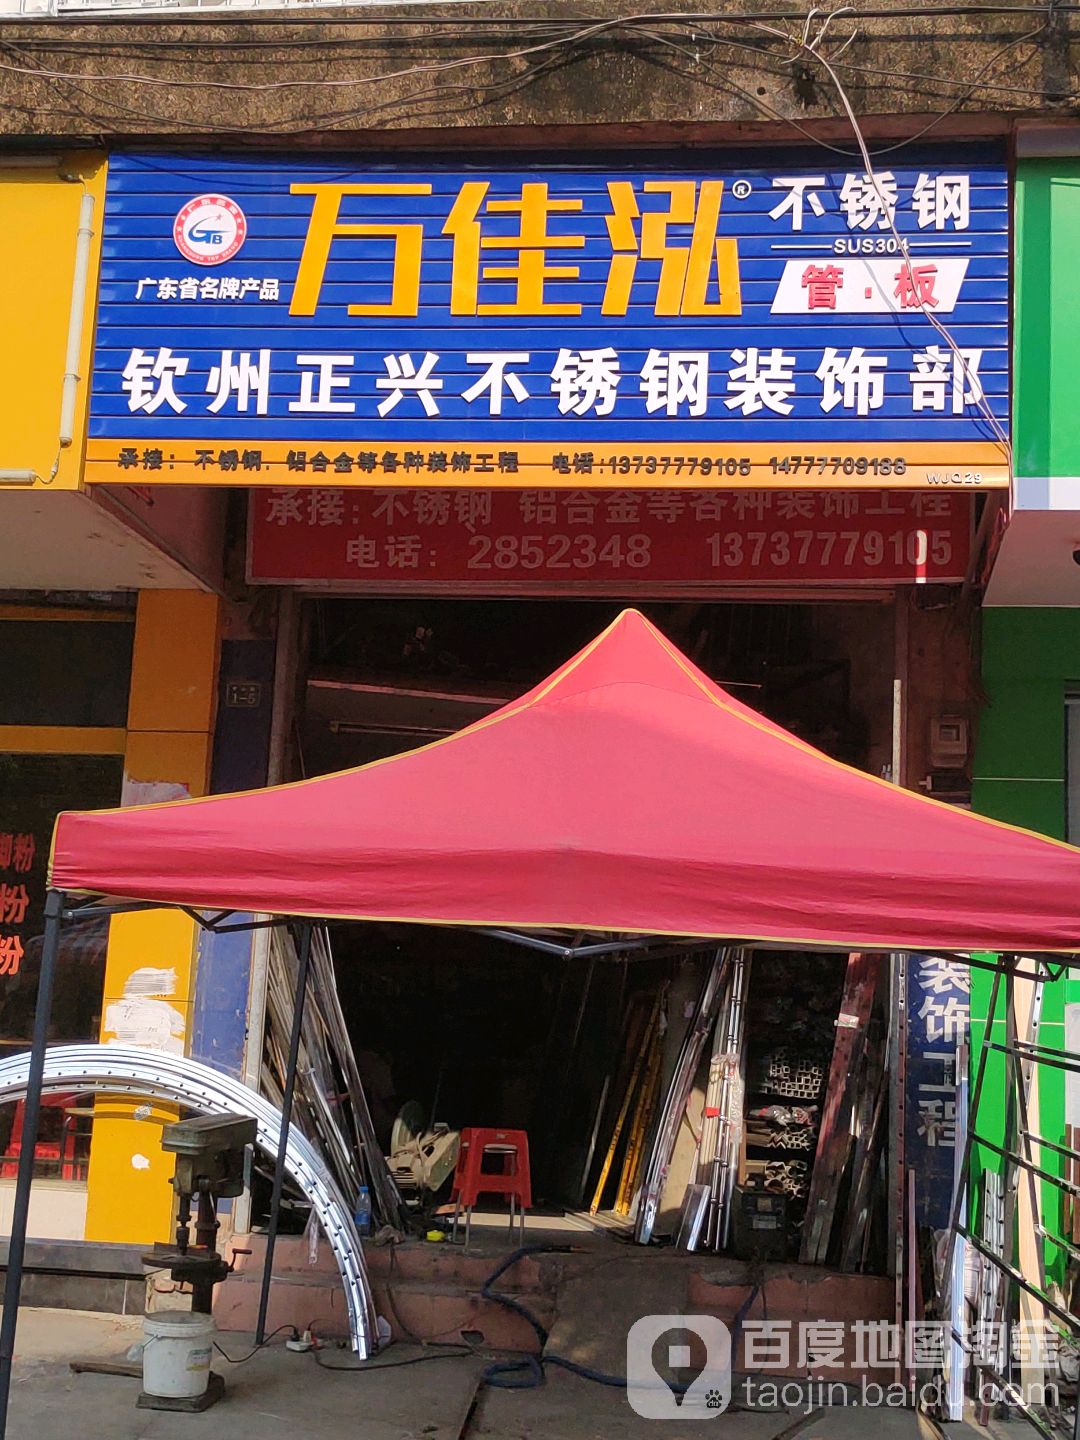 万佳泓®
不锈钢
SUS304
管·板
GB
广东省名牌产品
钦州正兴不锈钢装饰部
承接：不锈钢.铝合金等各种装饰工程 电话:13737779105 14777709188
WJQ29
承接:不锈钢 铝合金等各种装饰工程
电话：2852348 13737779105
1-5
粉
粉
粉
装饰工程
百度地图淘金
taojin.baidu.com